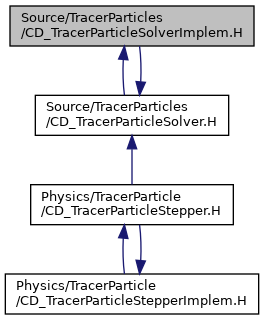 Source/TracerParticles
/CD_TracerParticleSolverImplem.H
Source/TracerParticles
/CD_TracerParticleSolver.H
Physics/TracerParticle
/CD_TracerParticleStepper.H
Physics/TracerParticle
/CD_TracerParticleStepperImplem.H